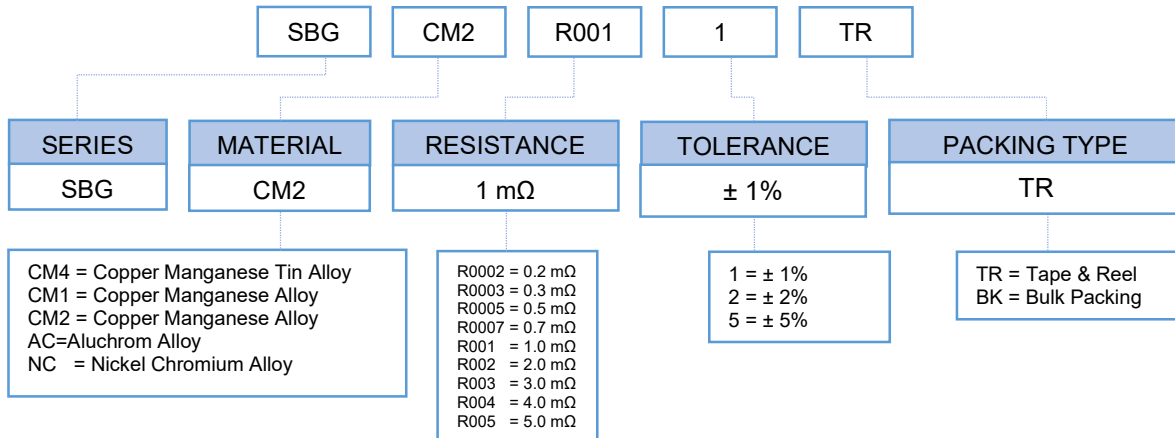 SBG CM2 R001 1 TR
SERIES MATERIAL RESISTANCE TOLERANCE PACKING TYPE
SBG CM2 1 mΩ ± 1% TR
CM4 = Copper Manganese Tin Alloy
CM1 = Copper Manganese Alloy
CM2 = Copper Manganese Alloy
AC=Aluchrom Alloy
NC = Nickel Chromium Alloy
R0002 = 0.2 mΩ
R0003 = 0.3 mΩ
R0005 = 0.5 mΩ
R0007 = 0.7 mΩ
R001 = 1.0 mΩ
R002 = 2.0 mΩ
R003 = 3.0 mΩ
R004 = 4.0 mΩ
R005 = 5.0 mΩ
1 = ± 1%
2 = ± 2%
5 = ± 5%
TR = Tape & Reel
BK = Bulk Packing